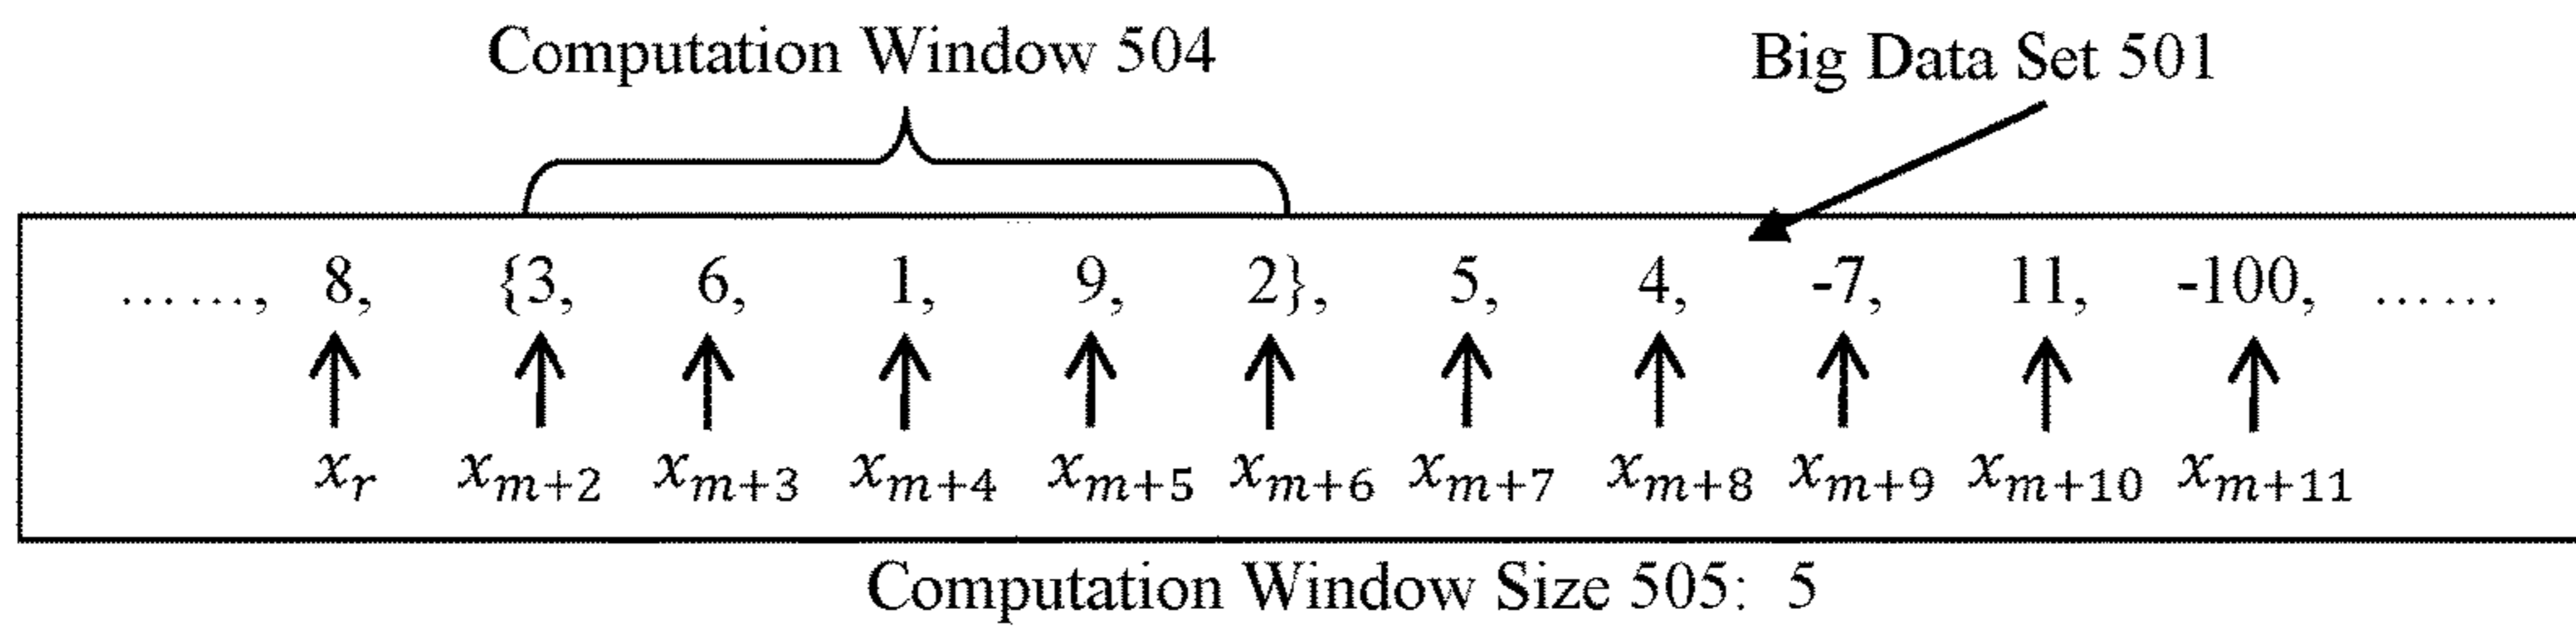 Computation Window 504 Big Data Set 501
……, 8, {3, 6, 1, 9, 2}, 5, 4, -7, 11, -100, ……
x_r x_{m+2} x_{m+3} x_{m+4} x_{m+5} x_{m+6} x_{m+7} x_{m+8} x_{m+9} x_{m+10} x_{m+11}
Computation Window Size 505: 5